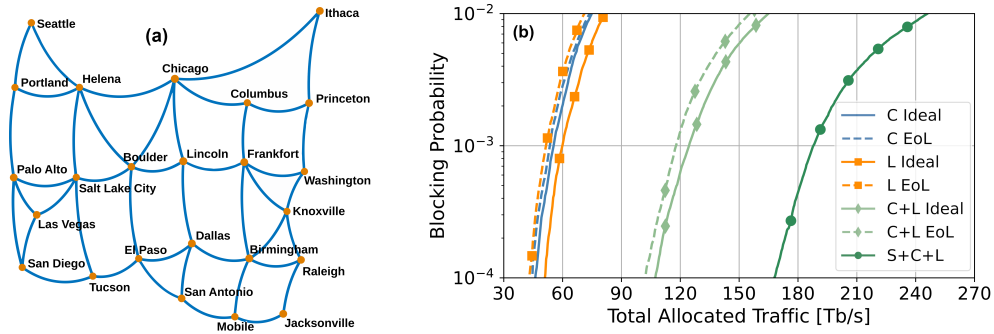 (a)
Seattle
Ithaca
Portland
Helena
Chicago
Columbus
Princeton
Palo Alto
Salt Lake City
Boulder
Lincoln
Frankfort
Washington
Las Vegas
Knoxville
San Diego
Tucson
El Paso
Dallas
Birmingham
Raleigh
San Antonio
Mobile
Jacksonville
(b)
Blocking Probability
10⁻²
10⁻³
10⁻⁴
C Ideal
C EoL
L Ideal
L EoL
C+L Ideal
C+L EoL
S+C+L
30 60 90 120 150 180 210 240 270
Total Allocated Traffic [Tb/s]